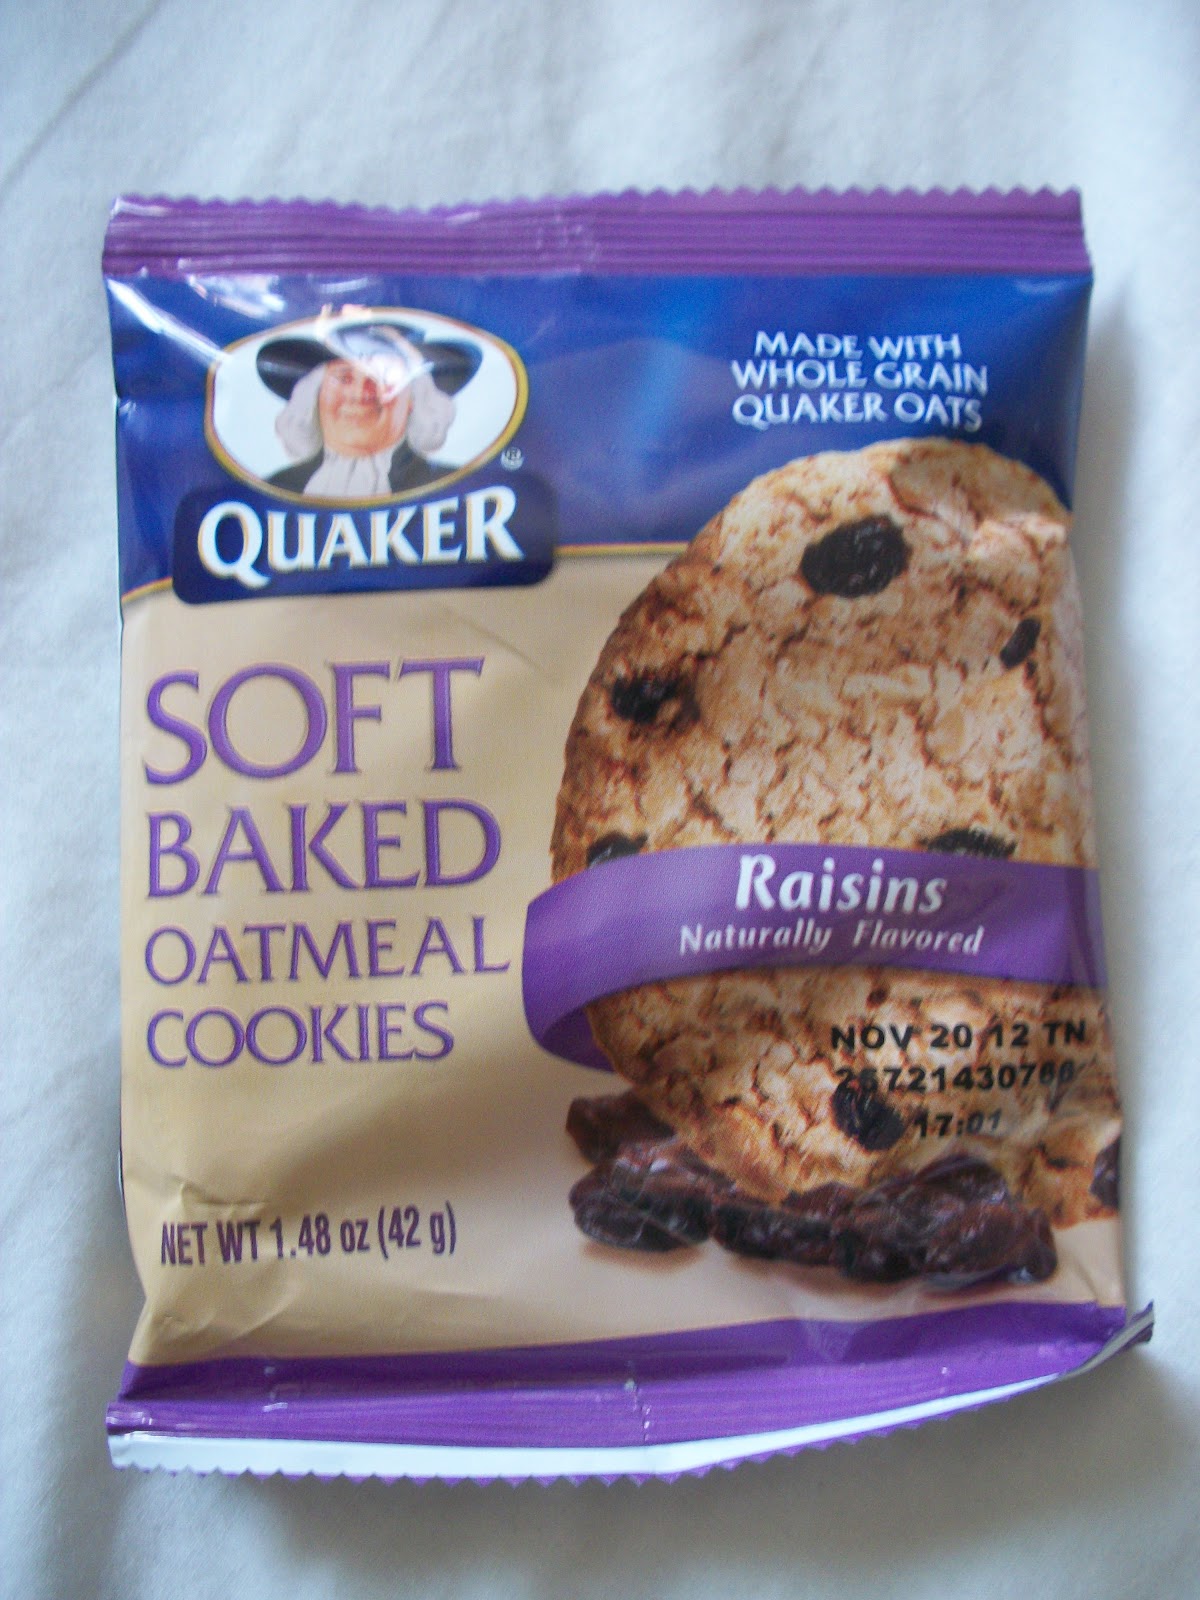 MADE WITH
WHOLE GRAIN
QUAKER OATS
®
QUAKER
SOFT
BAKED
OATMEAL
COOKIES
Raisins
Naturally Flavored
NOV 20 12 TN
17:01
NET WT 1.48 oz (42 g)